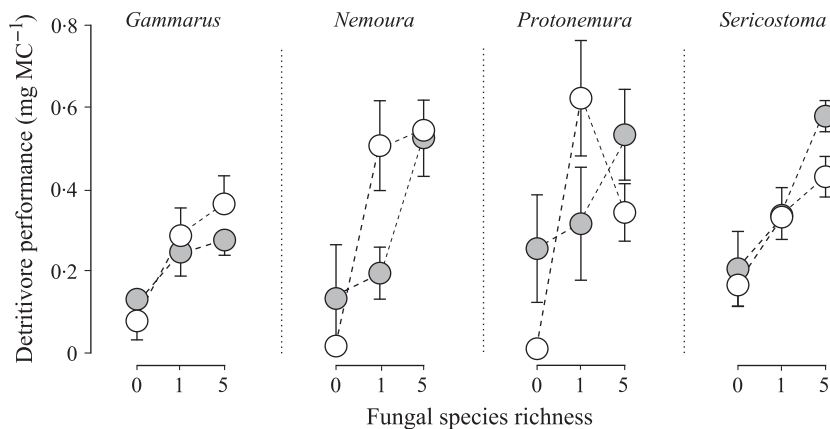 Gammarus Nemoura Protonemura Sericostoma
Detritivore performance (mg MC−1)
0·8
0·6
0·4
0·2
0
0 1 5 0 1 5 0 1 5 0 1 5
Fungal species richness